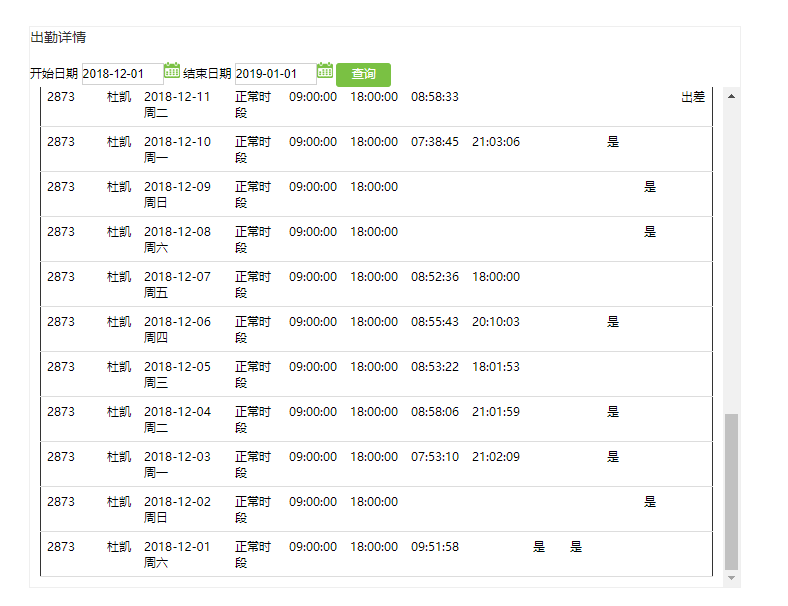 出勤详情
开始日期 2018-12-01 结束日期 2019-01-01 查询
2873 杜凯 2018-12-11 正常时 09:00:00 18:00:00 08:58:33 出差
周二 段
2873 杜凯 2018-12-10 正常时 09:00:00 18:00:00 07:38:45 21:03:06 是
周一 段
2873 杜凯 2018-12-09 正常时 09:00:00 18:00:00 是
周日 段
2873 杜凯 2018-12-08 正常时 09:00:00 18:00:00 是
周六 段
2873 杜凯 2018-12-07 正常时 09:00:00 18:00:00 08:52:36 18:00:00
周五 段
2873 杜凯 2018-12-06 正常时 09:00:00 18:00:00 08:55:43 20:10:03 是
周四 段
2873 杜凯 2018-12-05 正常时 09:00:00 18:00:00 08:53:22 18:01:53
周三 段
2873 杜凯 2018-12-04 正常时 09:00:00 18:00:00 08:58:06 21:01:59 是
周二 段
2873 杜凯 2018-12-03 正常时 09:00:00 18:00:00 07:53:10 21:02:09 是
周一 段
2873 杜凯 2018-12-02 正常时 09:00:00 18:00:00 是
周日 段
2873 杜凯 2018-12-01 正常时 09:00:00 18:00:00 09:51:58 是 是
周六 段